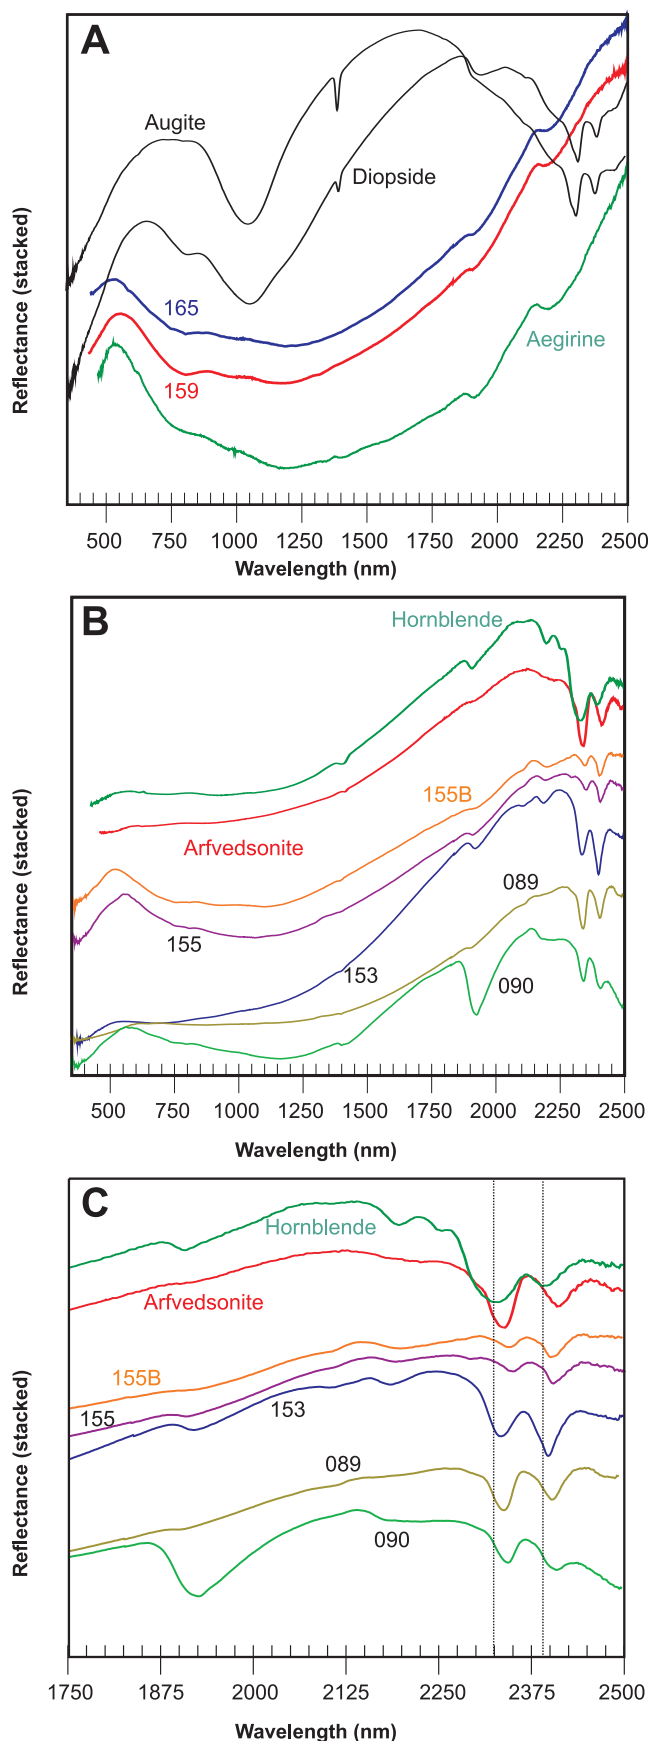 A
Augite
Diopside
165
159
Aegirine
Reflectance (stacked)
500 750 1000 1250 1500 1750 2000 2250 2500
Wavelength (nm)
B
Hornblende
155B
Arfvedsonite
089
155
153
090
Reflectance (stacked)
500 750 1000 1250 1500 1750 2000 2250 2500
Wavelength (nm)
C
Hornblende
Arfvedsonite
155B
155
153
089
090
Reflectance (stacked)
1750 1875 2000 2125 2250 2375 2500
Wavelength (nm)